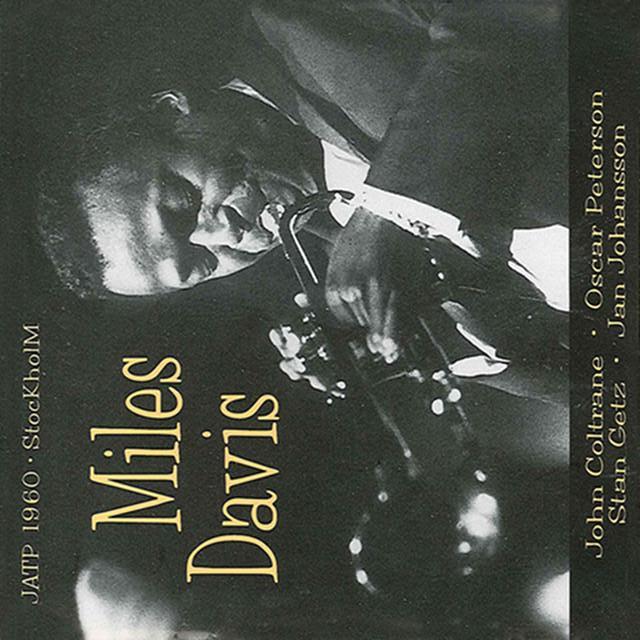 JATP 1960 · StocKholM
Miles
Davis
John Coltrane · Oscar Peterson
Stan Getz · Jan Johansson